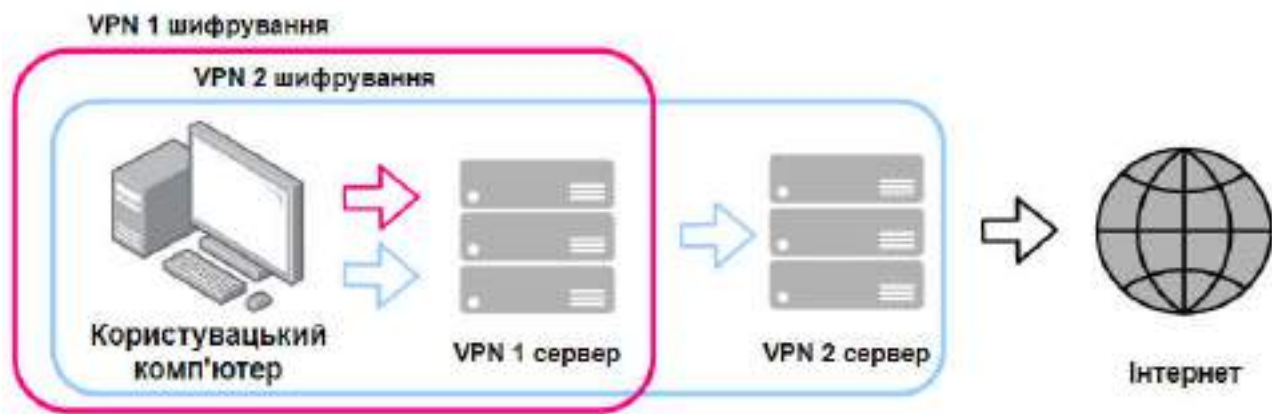 VPN 1 шифрування
VPN 2 шифрування
Користувацький
комп'ютер
VPN 1 сервер
VPN 2 сервер
Інтернет